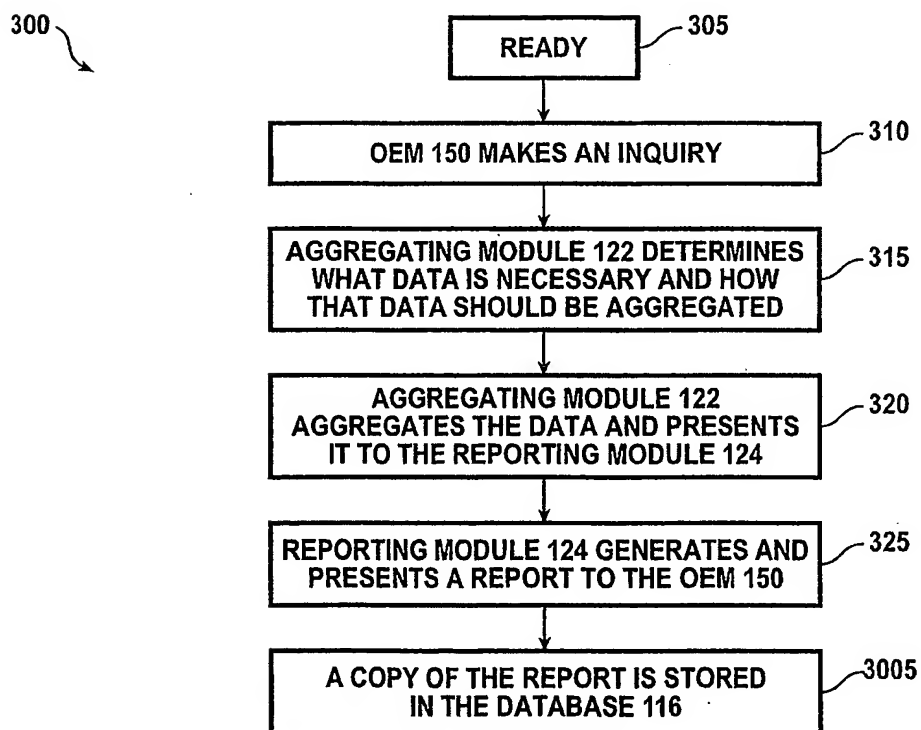 300
READY
305
OEM 150 MAKES AN INQUIRY
310
AGGREGATING MODULE 122 DETERMINES
WHAT DATA IS NECESSARY AND HOW
THAT DATA SHOULD BE AGGREGATED
315
AGGREGATING MODULE 122
AGGREGATES THE DATA AND PRESENTS
IT TO THE REPORTING MODULE 124
320
REPORTING MODULE 124 GENERATES AND
PRESENTS A REPORT TO THE OEM 150
325
A COPY OF THE REPORT IS STORED
IN THE DATABASE 116
3005